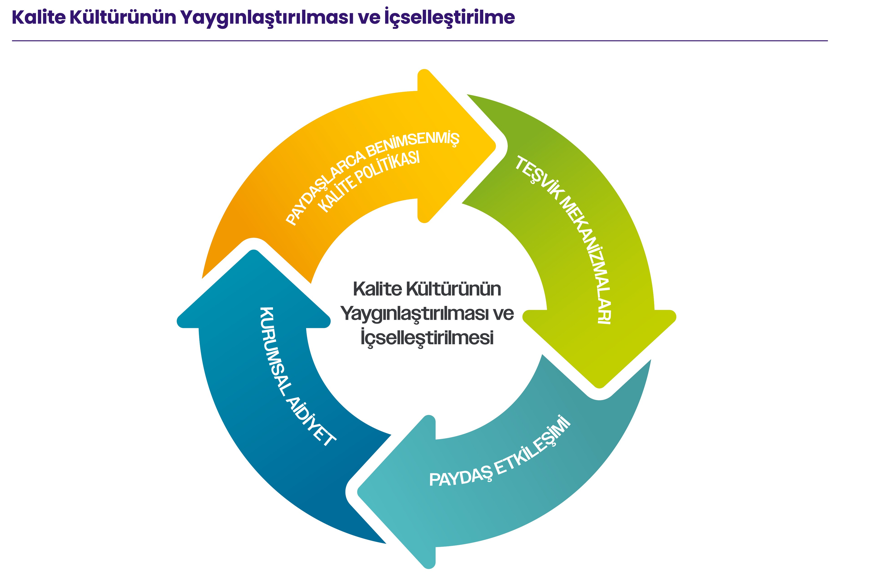 Kalite Kültürünün Yaygınlaştırılması ve İçselleştirilme
PAYDAŞLARCA BENİMSENMİŞ
KALİTE POLİTİKASI
TEŞVİK MEKANİZMALARI
Kalite Kültürünün
Yaygınlaştırılması ve
İçselleştirilmesi
KURUMSAL AİDİYET
PAYDAŞ ETKİLEŞİMİ